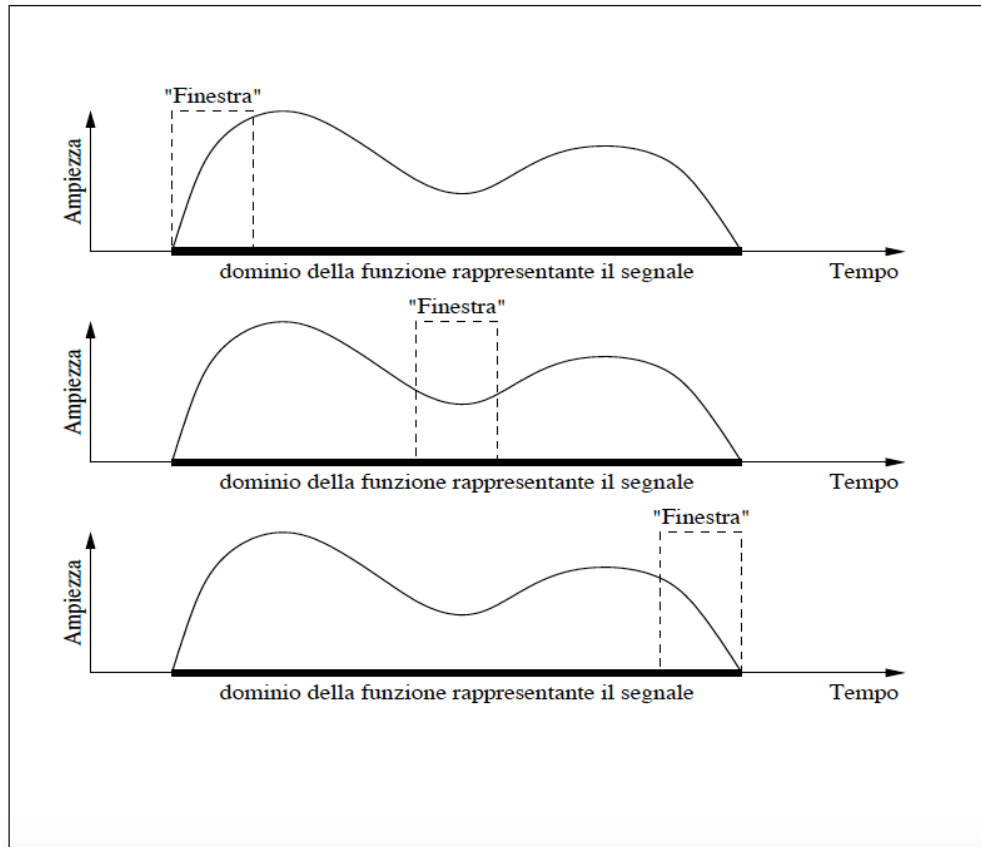 "Finestra"
Ampiezza
dominio della funzione rappresentante il segnale
Tempo
"Finestra"
Ampiezza
dominio della funzione rappresentante il segnale
Tempo
"Finestra"
Ampiezza
dominio della funzione rappresentante il segnale
Tempo